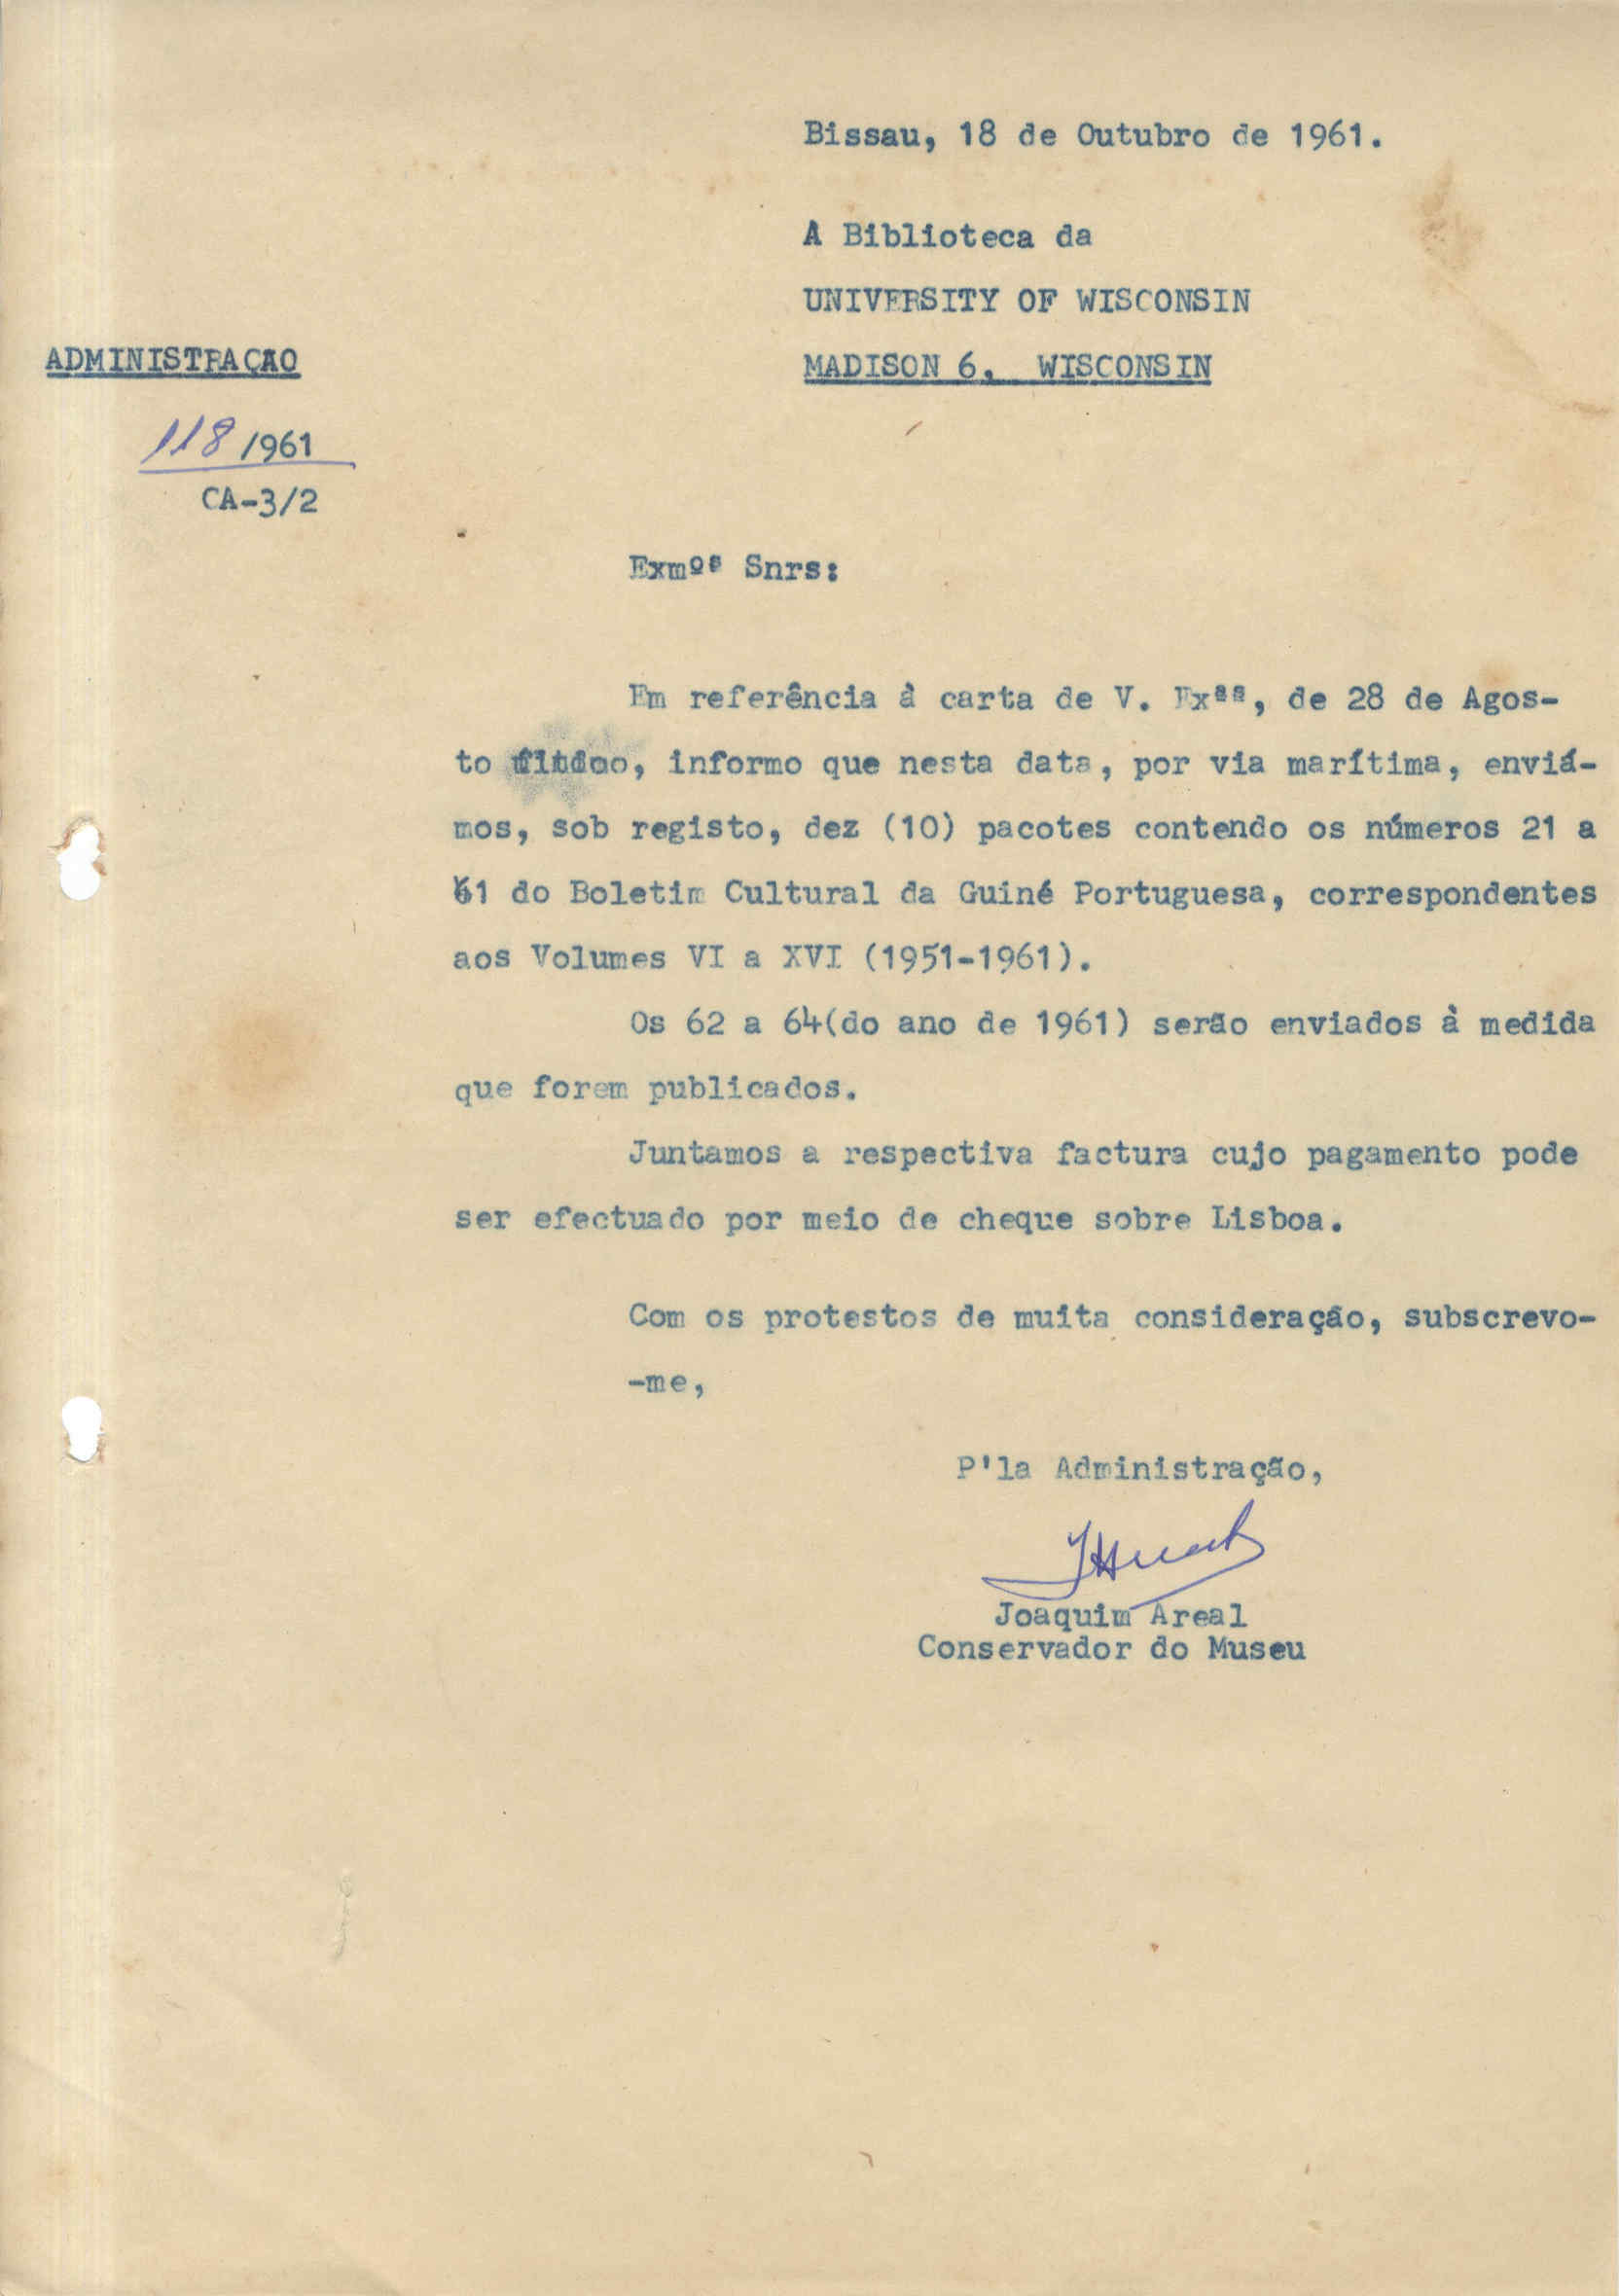 Bissau, 18 de Outubro de 1961.
A Biblioteca da
UNIVERSITY OF WISCONSIN
MADISON 6, WISCONSIN
ADMINISTRAÇAO
118/961
CA-3/2
Exmºˢ Snrs:
Em referência à carta de V. Exªˢ, de 28 de Agos-
to , informo que nesta data, por via marítima, enviá-
mos, sob registo, dez (10) pacotes contendo os números 21 a
61 do Boletim Cultural da Guiné Portuguesa, correspondentes
aos Volumes VI a XVI (1951-1961).
Os 62 a 64(do ano de 1961) serão enviados à medida
que forem publicados.
Juntamos a respectiva factura cujo pagamento pode
ser efectuado por meio de cheque sobre Lisboa.
Com os protestos de muita consideração, subscrevo-
-me,
P'la Administração,
Joaquim Areal
Conservador do Museu